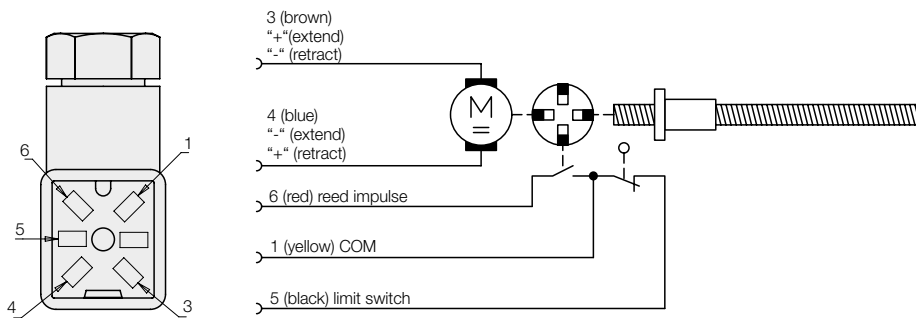 3 (brown)
“+“(extend)
“-“ (retract)
4 (blue)
“-“ (extend)
“+“ (retract)
M
=
6 (red) reed impulse
1 (yellow) COM
5 (black) limit switch
6
1
5
4
3